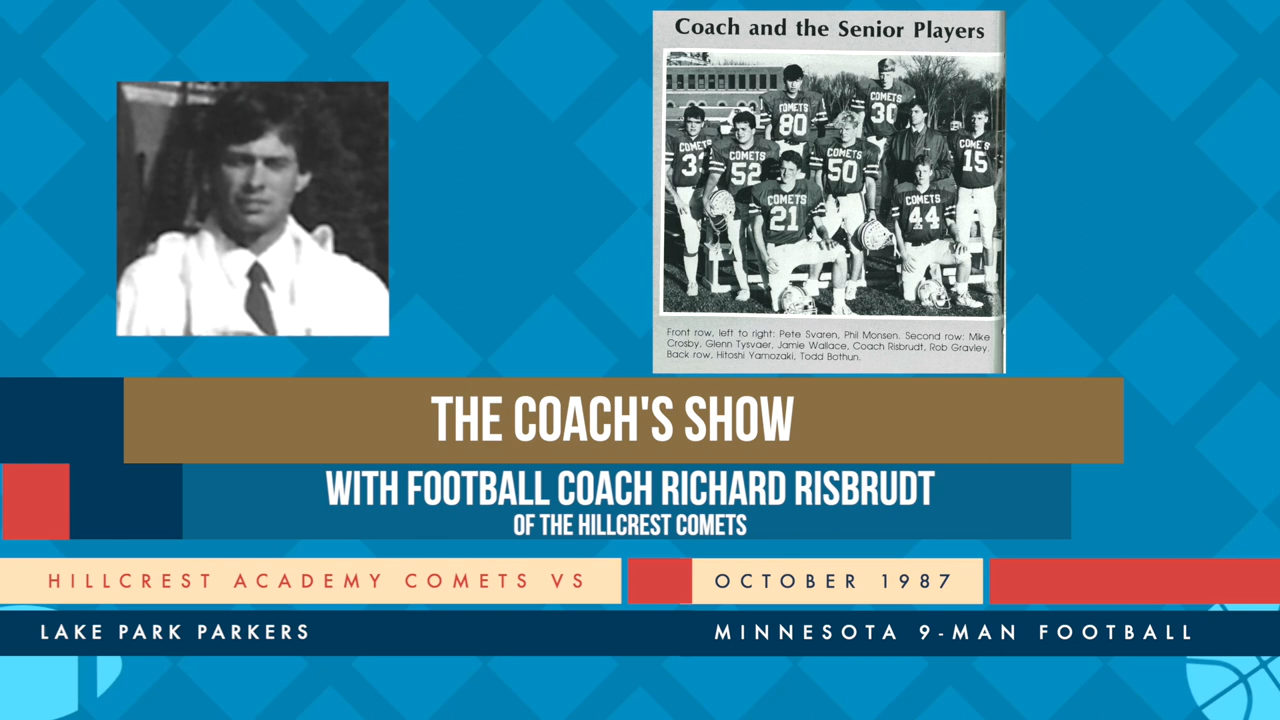 Coach and the Senior Players
COMETS
80
COMETS
30
COMETS
52
COMETS
50
COMETS
15
COMETS
21
COMETS
44
Front row, left to right: Pete Svaren, Phil Monsen. Second row: Mike
Crosby, Glenn Tysvaer, Jamie Wallace, Coach Risbrudt, Rob Gravley.
Back row, Hitoshi Yamozaki, Todd Bothun.
THE COACH'S SHOW
WITH FOOTBALL COACH RICHARD RISBRUDT
OF THE HILLCREST COMETS
HILLCREST ACADEMY COMETS VS
OCTOBER 1987
LAKE PARK PARKERS
MINNESOTA 9-MAN FOOTBALL